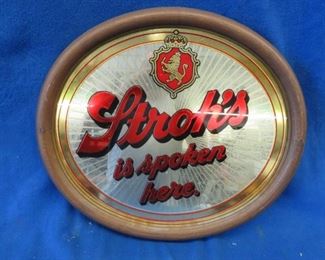 Stroh's
is spoken
here.